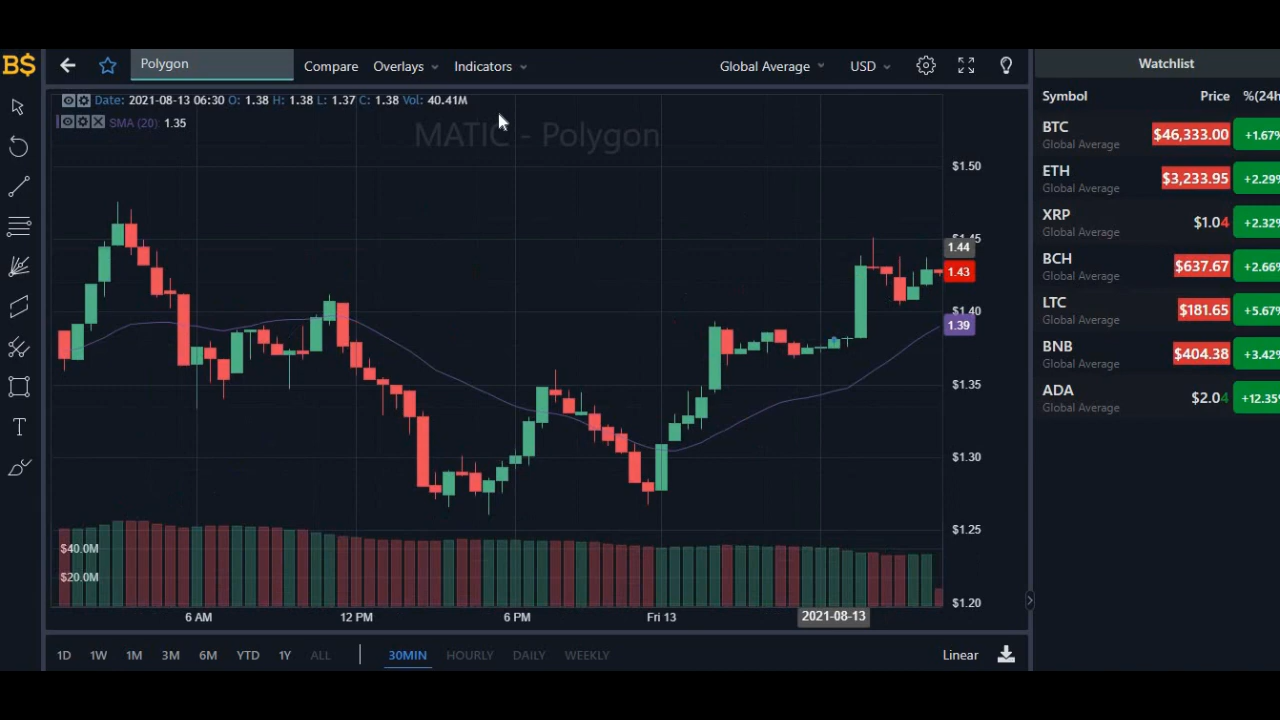 B$
Polygon
Compare
Overlays
Indicators
Global Average
USD
Watchlist
Date: 2021-08-13 06:30 O: 1.38 H: 1.38 L: 1.37 C: 1.38 Vol: 40.41M
SMA (20) 1.35
MATIC - Polygon
Symbol Price %(24h
BTC $46,333.00 +1.67%
Global Average
ETH $3,233.95 +2.29%
Global Average
XRP $1.04 +2.32%
Global Average
BCH $637.67 +2.66%
Global Average
LTC $181.65 +5.67%
Global Average
BNB $404.38 +3.42%
Global Average
ADA $2.04 +12.35%
Global Average
$1.50
$1.45
1.44
1.43
$1.40
1.39
$1.35
$1.30
$1.25
$1.20
$40.0M
$20.0M
6 AM
12 PM
6 PM
Fri 13
2021-08-13
1D 1W 1M 3M 6M YTD 1Y ALL
30MIN HOURLY DAILY WEEKLY
Linear
T